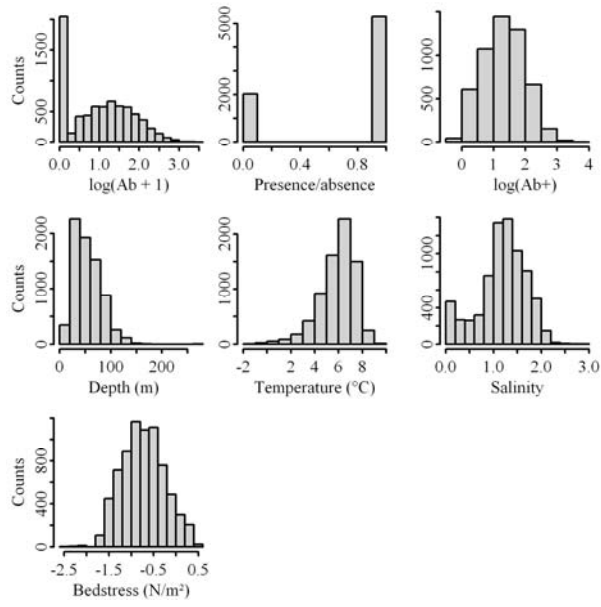 Counts
1500
500
0
0.0 1.0 2.0 3.0
log(Ab + 1)
5000
2000
0
0.0 0.4 0.8
Presence/absence
1000
500
0
0 1 2 3 4
log(Ab+)
Counts
2000
1000
0
0 100 200
Depth (m)
2000
1000
0
-2 2 4 6 8
Temperature (°C)
1000
400
0
0.0 1.0 2.0 3.0
Salinity
Counts
800
400
0
-2.5 -1.5 -0.5 0.5
Bedstress (N/m²)